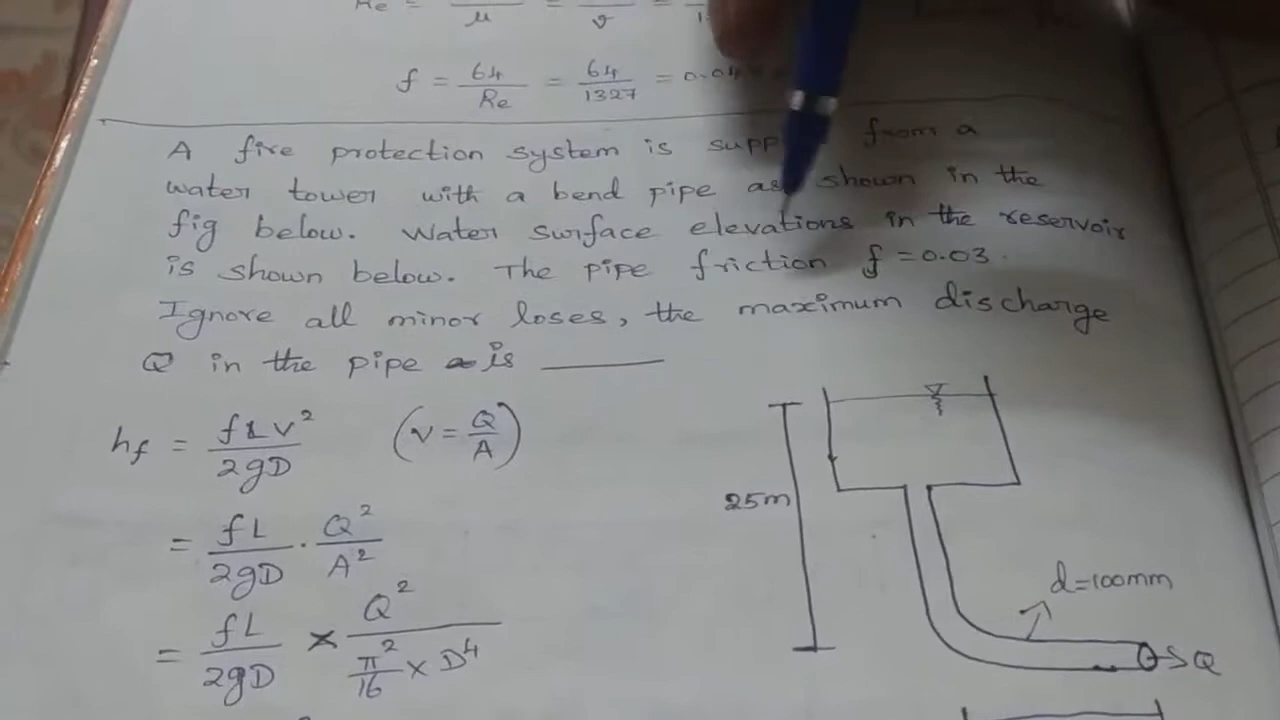 Re = / μ = / ϑ =
f = 64/Re = 64/1327 = 0.04
A fire protection system is from a
water tower with a bend pipe as shown in the
fig below. Water surface elevations in the reservoir
is shown below. The pipe friction f = 0.03.
Ignore all minor loses, the maximum discharge
Q in the pipe is ______
hf = fLV²/2gD (v = Q/A)
= fL/2gD · Q²/A²
= fL/2gD × Q²/(π²/16 × D⁴)
25m
d=100mm
Q